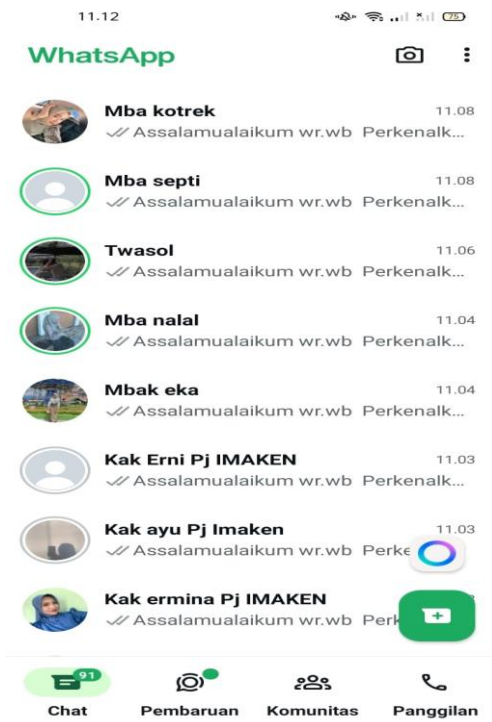 11.12
75
WhatsApp
Mba kotrek 11.08
Assalamualaikum wr.wb Perkenalk...
Mba septi 11.08
Assalamualaikum wr.wb Perkenalk...
Twasol 11.06
Assalamualaikum wr.wb Perkenalk...
Mba nalal 11.04
Assalamualaikum wr.wb Perkenalk...
Mbak eka 11.04
Assalamualaikum wr.wb Perkenalk...
Kak Erni Pj IMAKEN 11.03
Assalamualaikum wr.wb Perkenalk...
Kak ayu Pj Imaken 11.03
Assalamualaikum wr.wb Perke
Kak ermina Pj IMAKEN
Assalamualaikum wr.wb Perk
91
Chat Pembaruan Komunitas Panggilan